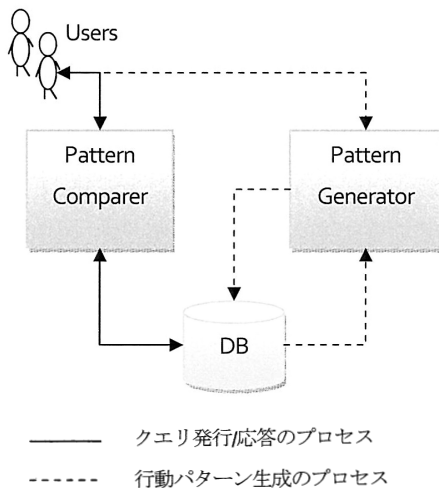 Users
Pattern
Comparer
Pattern
Generator
DB
クエリ発行/応答のプロセス
行動パターン生成のプロセス